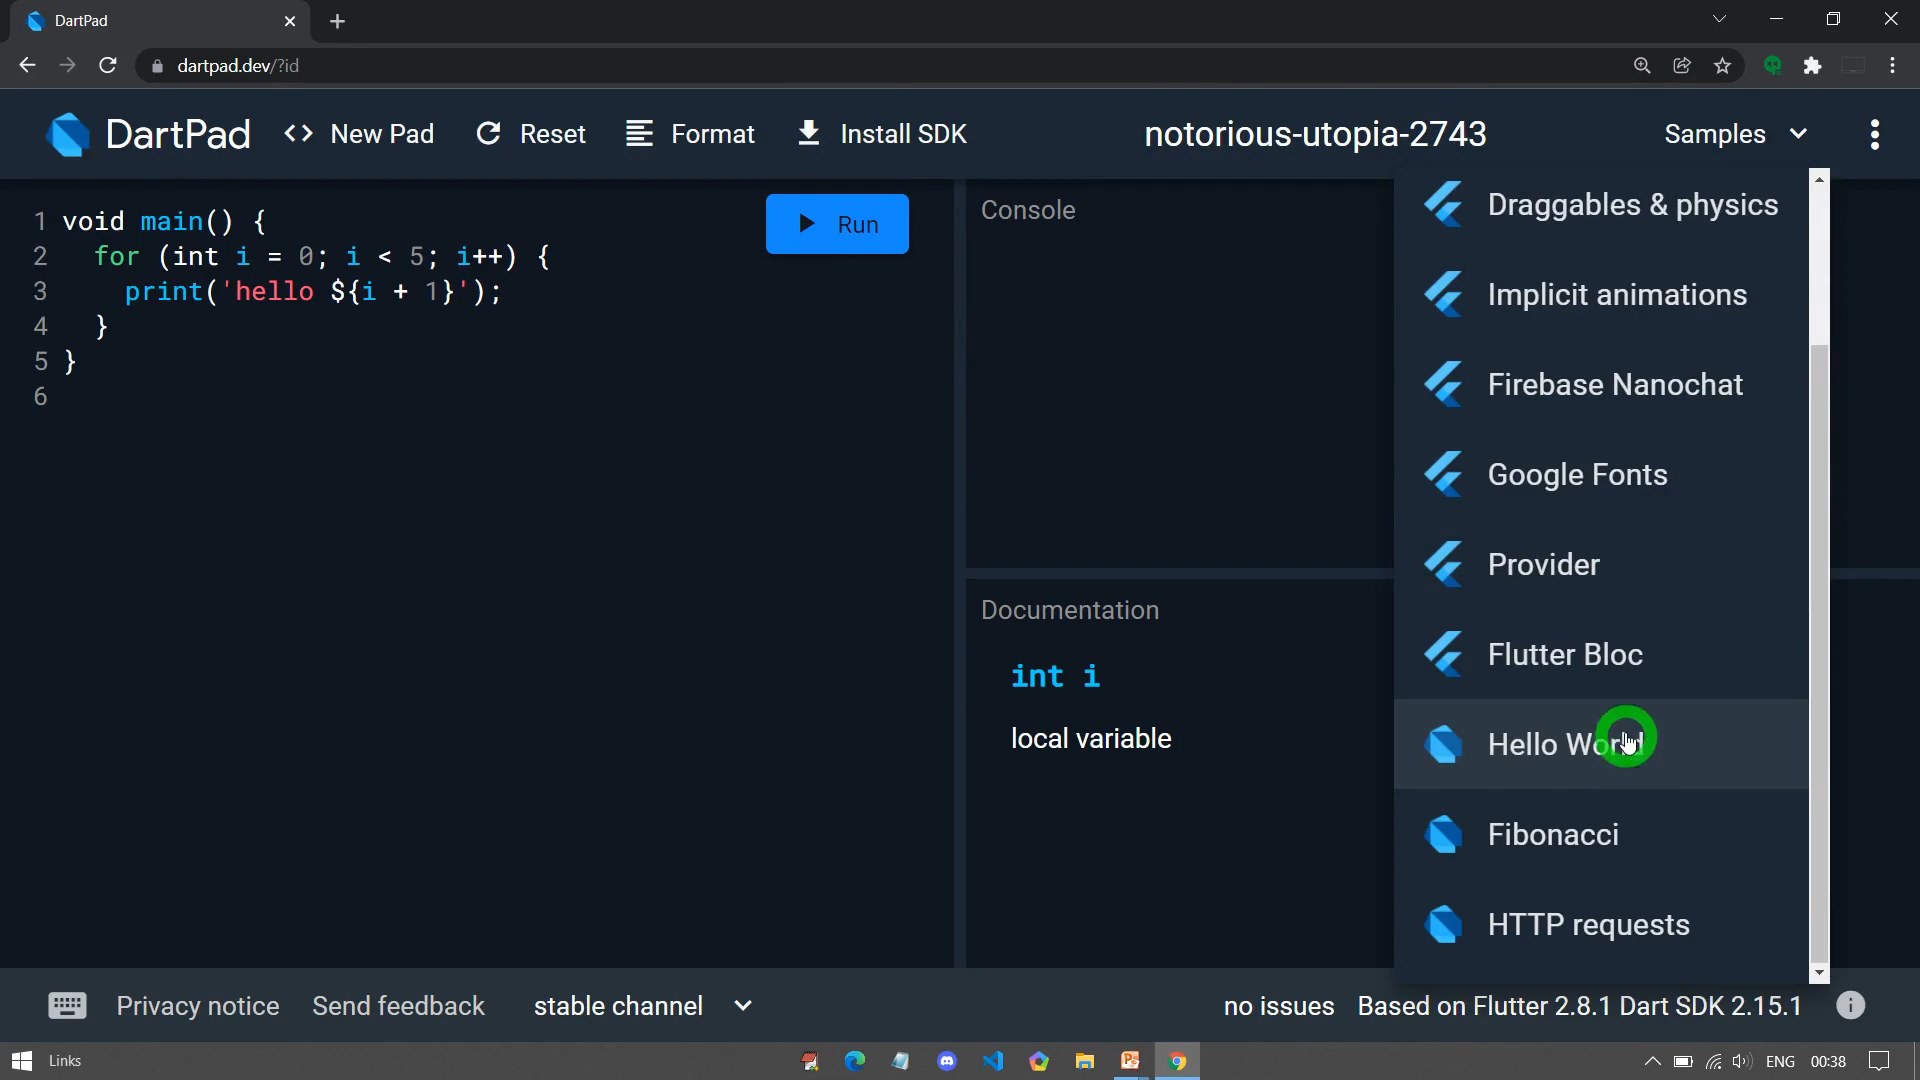 DartPad
dartpad.dev/?id
DartPad
New Pad
Reset
Format
Install SDK
notorious-utopia-2743
Samples
1 void main() {
2 for (int i = 0; i < 5; i++) {
3 print('hello ${i + 1}');
4 }
5 }
6
Run
Console
Documentation
int i
local variable
Draggables & physics
Implicit animations
Firebase Nanochat
Google Fonts
Provider
Flutter Bloc
Hello World
Fibonacci
HTTP requests
Privacy notice
Send feedback
stable channel
no issues
Based on Flutter 2.8.1 Dart SDK 2.15.1
Links
ENG
00:38